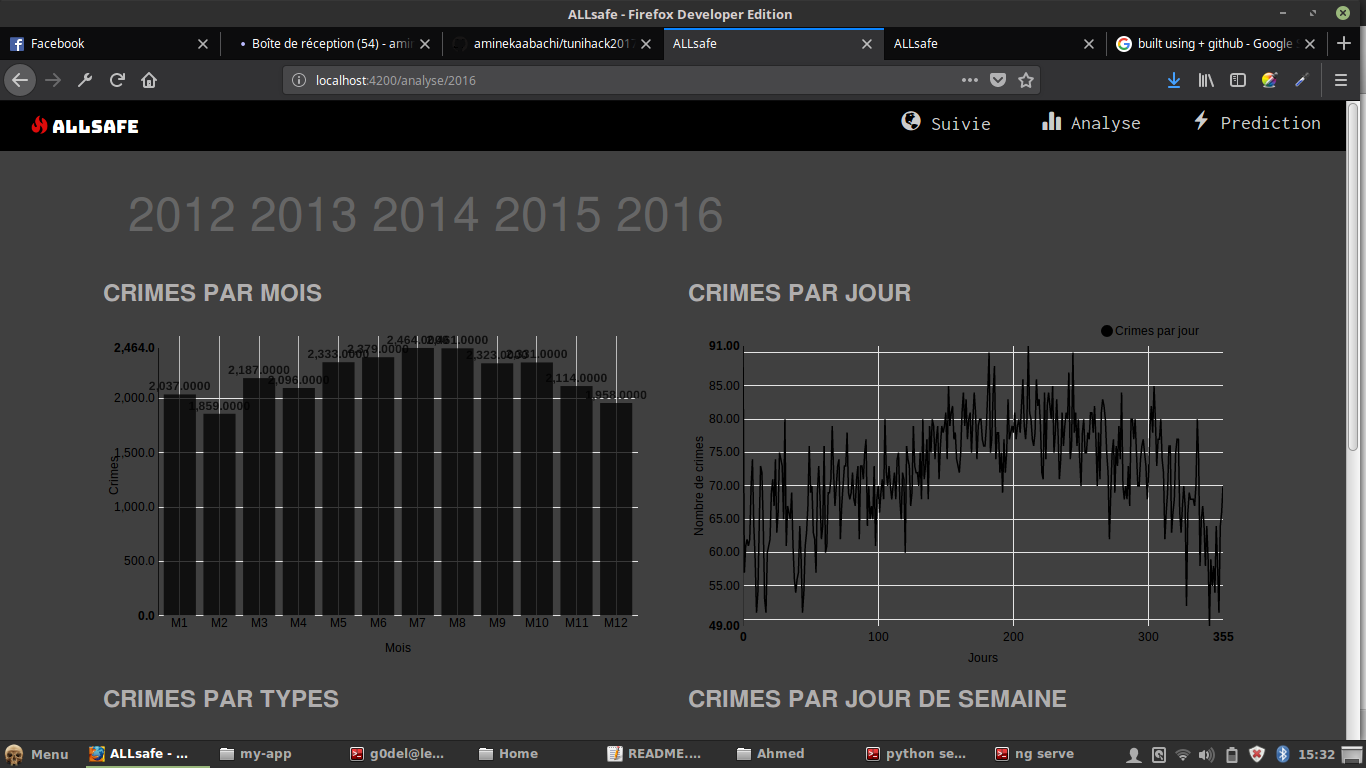 ALLsafe - Firefox Developer Edition
Facebook
Boîte de réception (54) - ami
aminekaabachi/tunihack2017
ALLsafe
ALLsafe
built using + github - Google
localhost:4200/analyse/2016
ALLSAFE
Suivie
Analyse
Prediction
2012 2013 2014 2015 2016
CRIMES PAR MOIS
2,464.0
2,000.0
1,500.0
1,000.0
500.0
0.0
Crimes
2,037.0000
1,859.0000
2,187.0000
2,096.0000
2,333.0000
2,379.0000
2,464.0000
2,461.0000
2,323.0000
2,331.0000
2,114.0000
1,958.0000
M1 M2 M3 M4 M5 M6 M7 M8 M9 M10 M11 M12
Mois
CRIMES PAR JOUR
Crimes par jour
91.00
85.00
80.00
75.00
70.00
65.00
60.00
55.00
49.00
Nombre de crimes
0 100 200 300 355
Jours
CRIMES PAR TYPES
CRIMES PAR JOUR DE SEMAINE
Menu
ALLsafe - ...
my-app
g0del@le...
Home
README....
Ahmed
python se...
ng serve
15:32